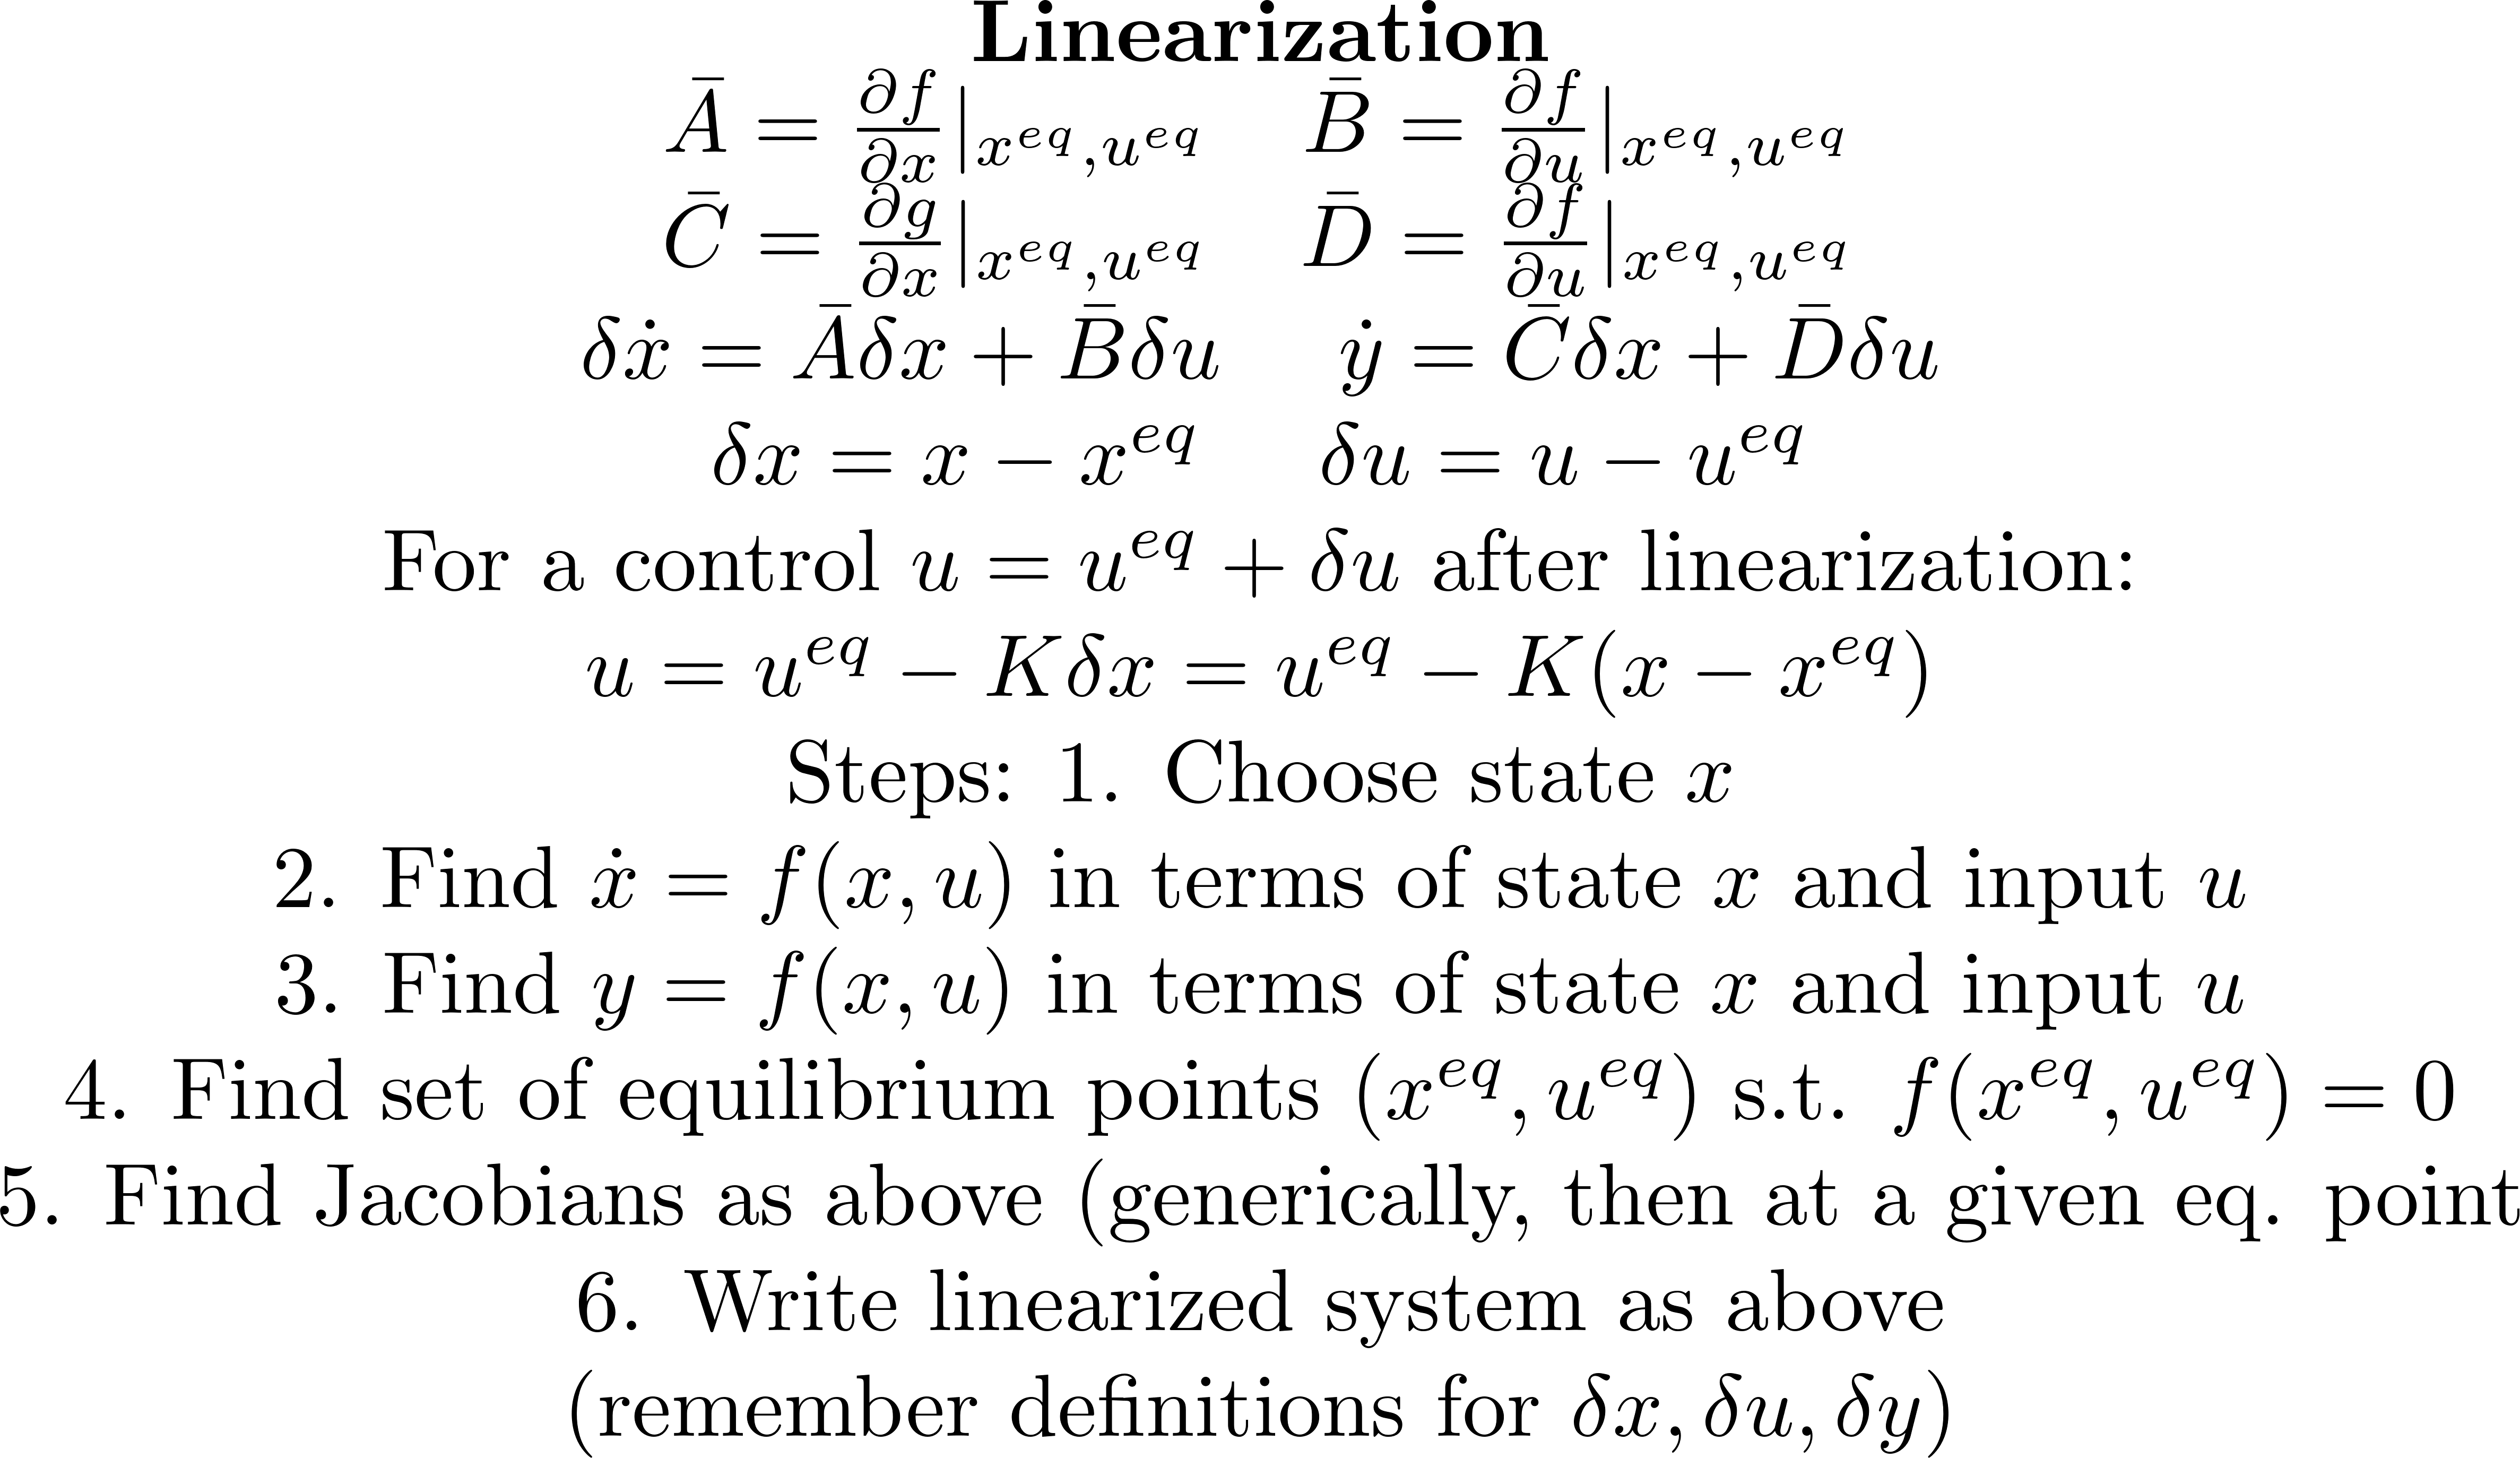 Linearization
Ā = ∂f/∂x |_{x^{eq},u^{eq}} B̄ = ∂f/∂u |_{x^{eq},u^{eq}}
C̄ = ∂g/∂x |_{x^{eq},u^{eq}} D̄ = ∂f/∂u |_{x^{eq},u^{eq}}
δẋ = Āδx + B̄δu ẏ = C̄δx + D̄δu
δx = x − x^{eq} δu = u − u^{eq}
For a control u = u^{eq} + δu after linearization:
u = u^{eq} − Kδx = u^{eq} − K(x − x^{eq})
Steps: 1. Choose state x
2. Find ẋ = f(x, u) in terms of state x and input u
3. Find y = f(x, u) in terms of state x and input u
4. Find set of equilibrium points (x^{eq}, u^{eq}) s.t. f(x^{eq}, u^{eq}) = 0
5. Find Jacobians as above (generically, then at a given eq. point
6. Write linearized system as above
(remember definitions for δx, δu, δy)